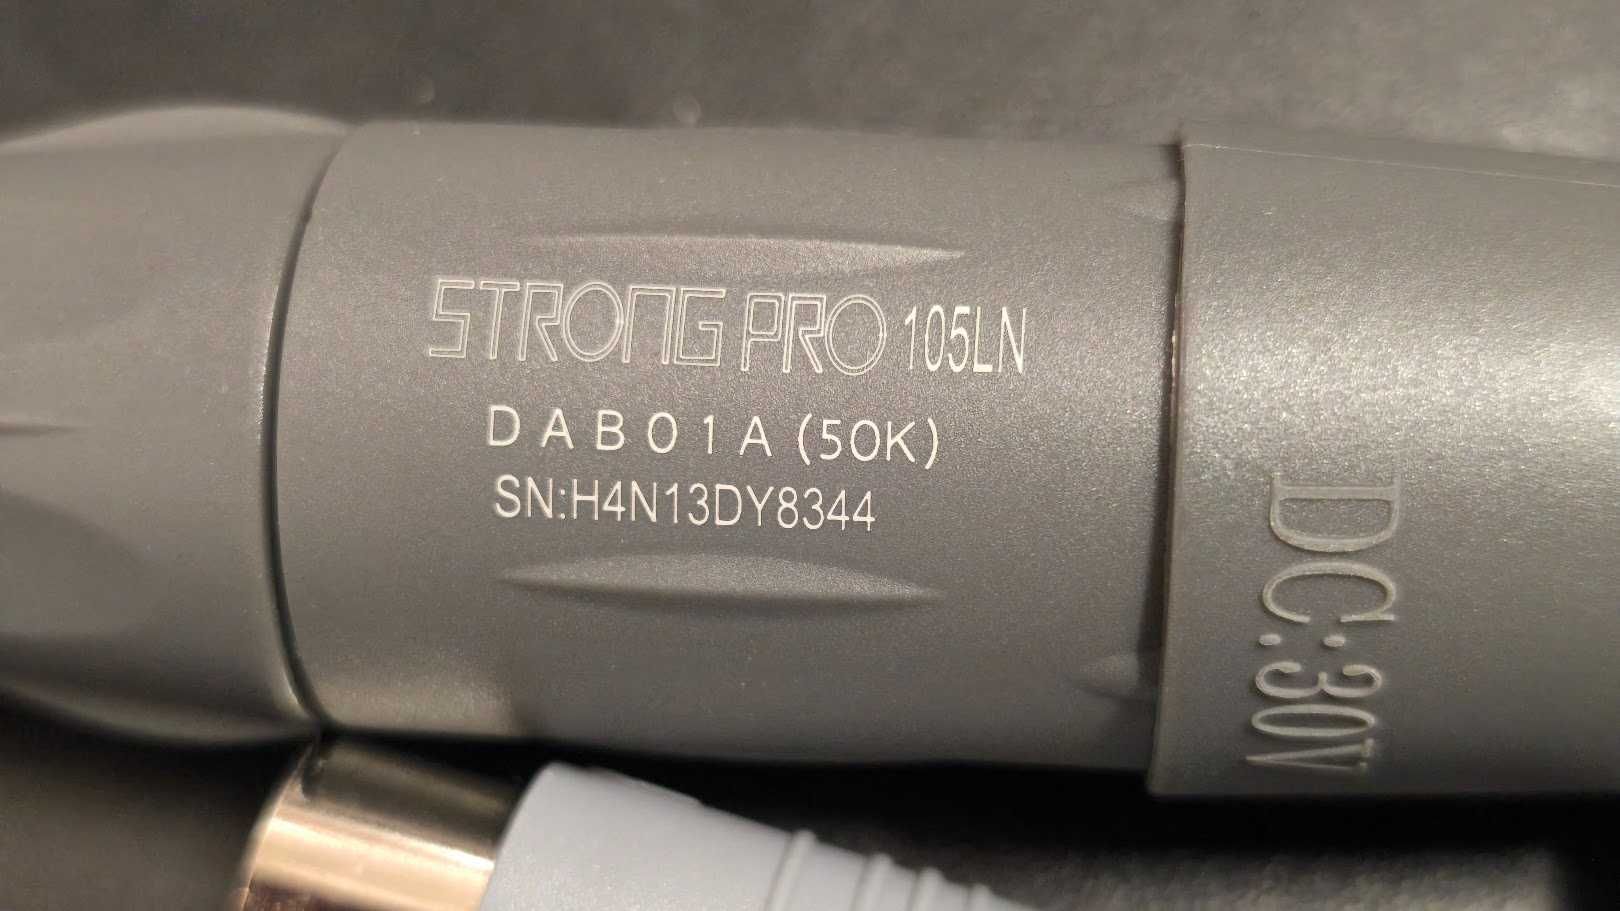 STRONG PRO 105LN
DAB01A (50K)
SN:H4N13DY8344
DC:30V